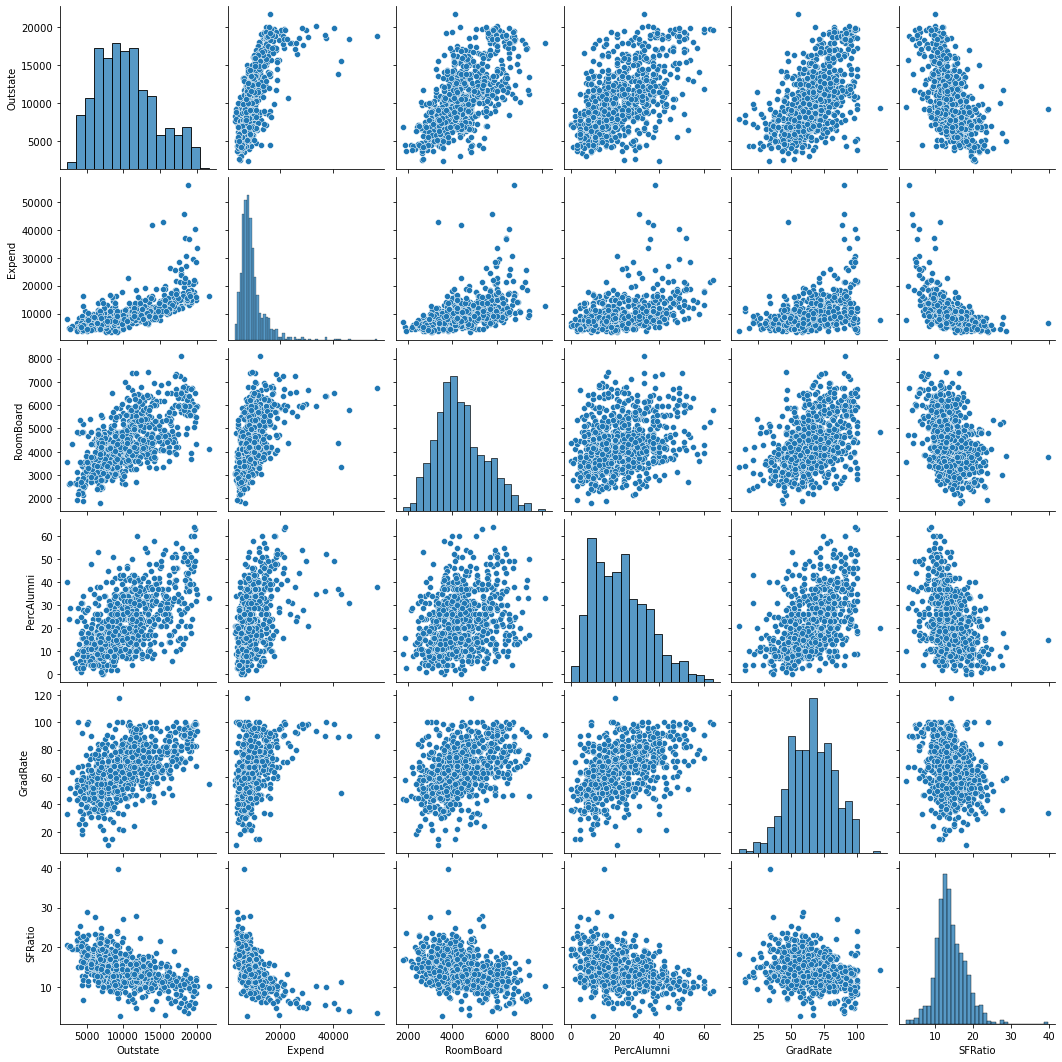 20000
15000
10000
5000
Outstate
50000
40000
30000
20000
10000
Expend
8000
7000
6000
5000
4000
3000
2000
RoomBoard
60
50
40
30
20
10
0
PercAlumni
120
100
80
60
40
20
GradRate
40
30
20
10
SFRatio
5000 10000 15000 20000
Outstate
20000 40000
Expend
2000 4000 6000 8000
RoomBoard
0 20 40 60
PercAlumni
25 50 75 100
GradRate
10 20 30 40
SFRatio